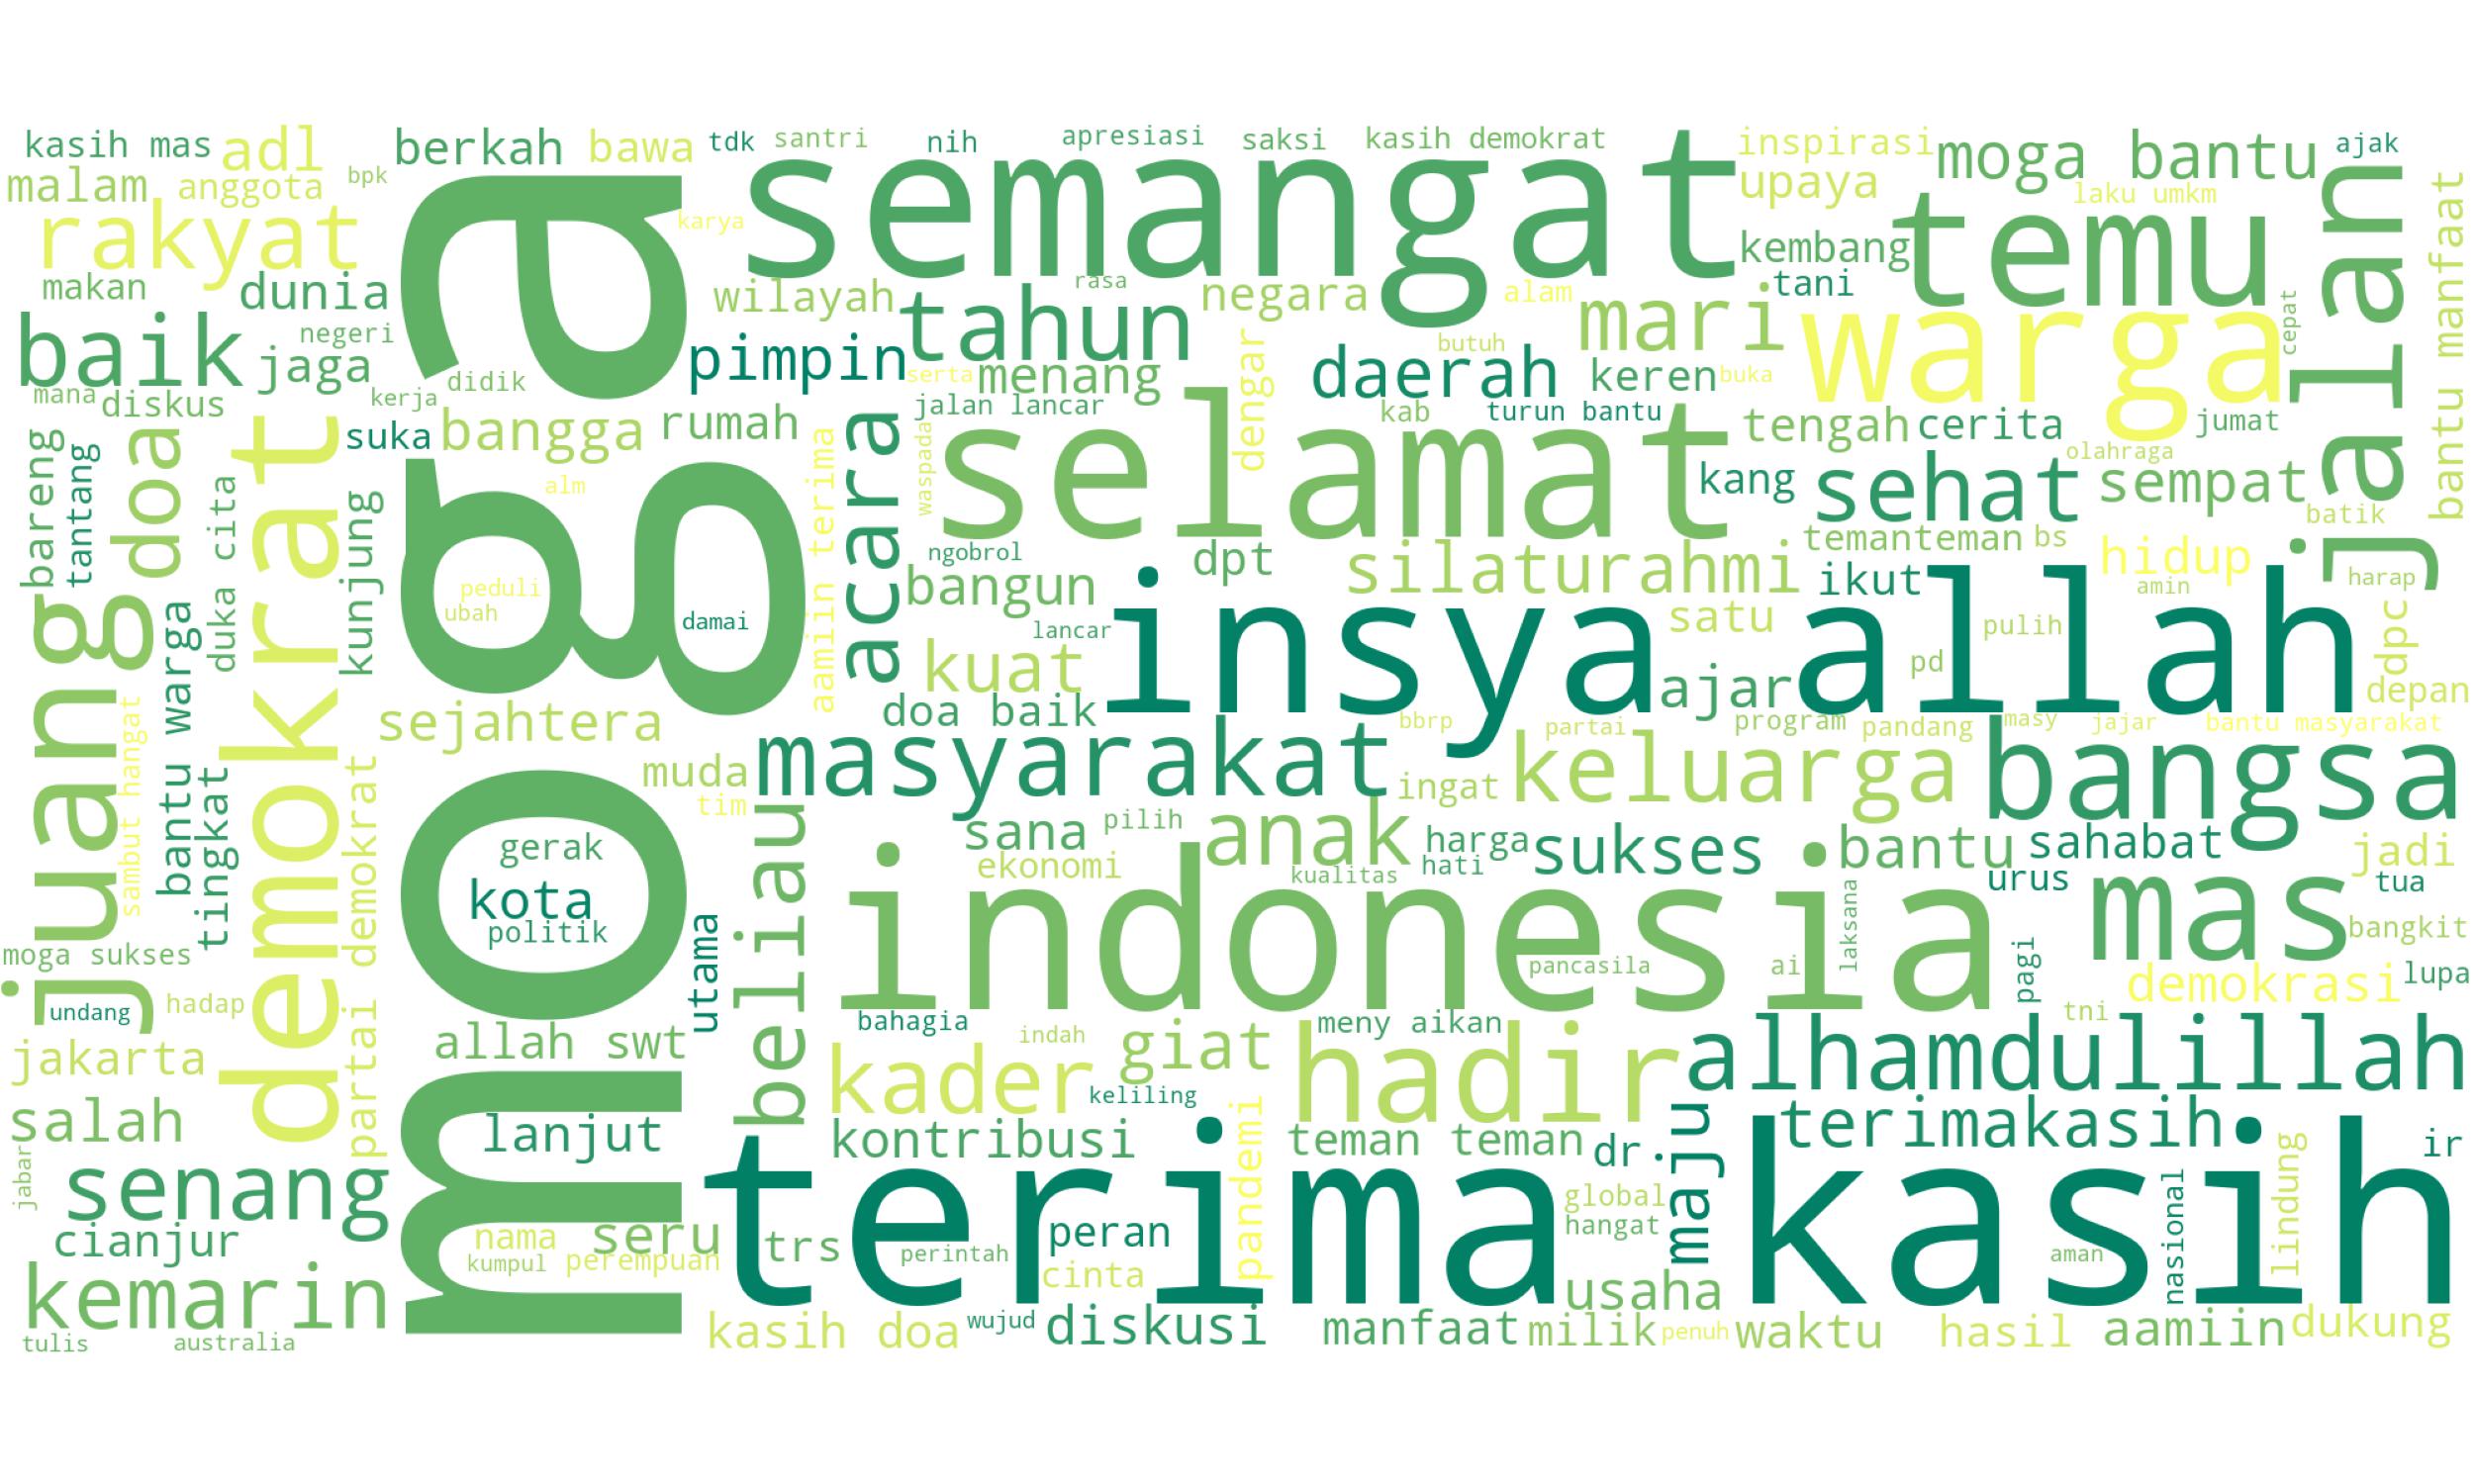 kasih mas
adl
berkah
bawa
tdk
santri
nih
apresiasi
saksi
kasih demokrat
inspirasi
moga bantu
ajak
malam
anggota
bpk
semangat
upaya
laku umkm
jalan
bantu manfaat
rakyat
karya
temu
kembang
makan
dunia
moga
wilayah
tahun
rasa
negara
alam
mari
tani
warga
cepat
baik
negeri
jaga
pimpin
menang
serta
dengar
butuh
daerah
keren
buka
mana
diskus
kerja
didik
jalan lancar
selamat
kab
turun bantu
tengah
cerita
jumat
bareng
tantang
doa
demokrat
suka
bangga
rumah
acara
waspada
kang
sehat
olahraga
sempat
batik
duka cita
kunjung
alm
aamiin terima
ngobrol
dpt
silaturahmi
temanteman
bs
hidup
bangun
ikut
amin
harap
juang
bantu warga
peduli
ubah
damai
lancar
insya allah
satu
pulih
dpc
kuat
ajar
pd
depan
sambut hangat
sejahtera
doa baik
bbrp
partai
program
pandang
masy
jajar
bantu masyarakat
tingkat
partai demokrat
muda
masyarakat
ingat
keluarga
bangsa
tim
beliau
sana
pilih
anak
harga
sukses
bantu
sahabat
jadi
gerak
ekonomi
kualitas
hati
urus
tua
kota
politik
utama
indonesia
laksana
mas
bangkit
moga sukses
pancasila
ai
pagi
demokrasi
lupa
undang
hadap
bahagia
indah
giat
meny aikan
tni
jakarta
allah swt
kader
hadir
alhamdulillah
keliling
salah
lanjut
kontribusi
pandemi
teman teman
dr
maju
terimakasih
ir
jabar
senang
terima kasih
global
nasional
lindung
cianjur
nama
seru
trs
perintah
peran
hangat
aman
kumpul
perempuan
cinta
usaha
kemarin
kasih doa
wujud
diskusi
manfaat
milik
penuh
waktu
hasil
aamiin
dukung
tulis
australia